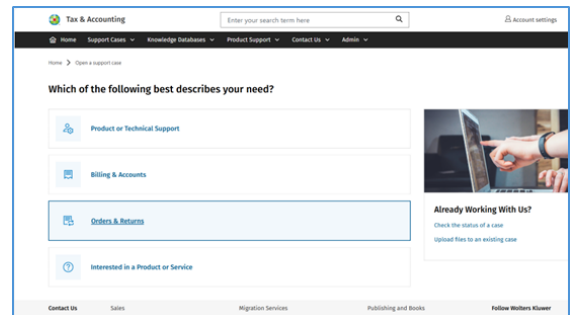 Tax & Accounting
Enter your search term here
Account settings
Home Support Cases Knowledge Databases Product Support Contact Us Admin
Home Open a support case
Which of the following best describes your need?
Product or Technical Support
Billing & Accounts
Orders & Returns
Interested in a Product or Service
Already Working With Us?
Check the status of a case
Upload files to an existing case
Contact Us Sales Migration Services Publishing and Books Follow Wolters Kluwer